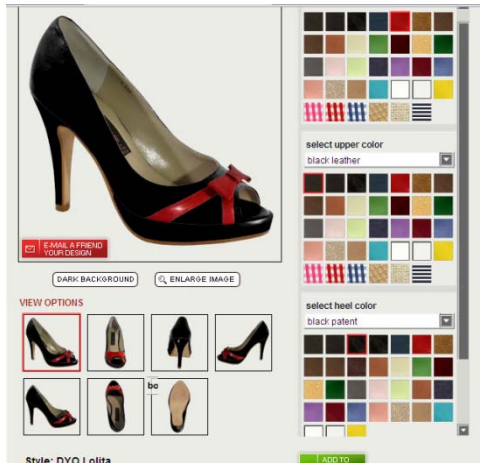 E-MAIL A FRIEND
YOUR DESIGN
DARK BACKGROUND
ENLARGE IMAGE
VIEW OPTIONS
bc
Style: DYO Lolita
select upper color
black leather
select heel color
black patent
ADD TO